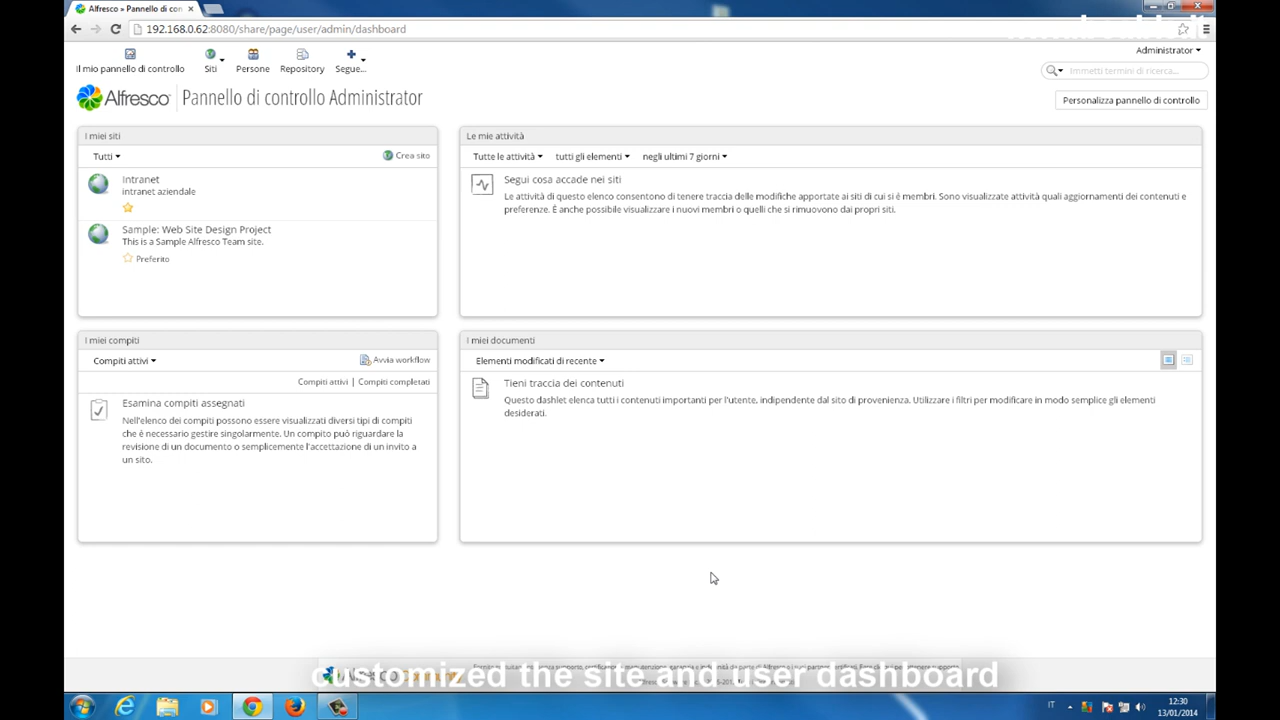 Alfresco » Pannello di con
192.168.0.62:8080/share/page/user/admin/dashboard
Il mio pannello di controllo Siti Persone Repository Segue...
Administrator
Immetti termini di ricerca...
Alfresco Pannello di controllo Administrator
Personalizza pannello di controllo
I miei siti
Tutti
Crea sito
Intranet
intranet aziendale
Sample: Web Site Design Project
This is a Sample Alfresco Team site.
Preferito
Le mie attività
Tutte le attività tutti gli elementi negli ultimi 7 giorni
Segui cosa accade nei siti
Le attività di questo elenco consentono di tenere traccia delle modifiche apportate ai siti di cui si è membri. Sono visualizzate attività quali aggiornamenti dei contenuti e
preferenze. È anche possibile visualizzare i nuovi membri o quelli che si rimuovono dai propri siti.
I miei compiti
Compiti attivi
Avvia workflow
Compiti attivi | Compiti completati
Esamina compiti assegnati
Nell'elenco dei compiti possono essere visualizzati diversi tipi di compiti
che è necessario gestire singolarmente. Un compito può riguardare la
revisione di un documento o semplicemente l'accettazione di un invito a
un sito.
I miei documenti
Elementi modificati di recente
Tieni traccia dei contenuti
Questo dashlet elenca tutti i contenuti importanti per l'utente, indipendente dal sito di provenienza. Utilizzare i filtri per modificare in modo semplice gli elementi
desiderati.
customized the site and user dashboard
IT
12:30
13/01/2014